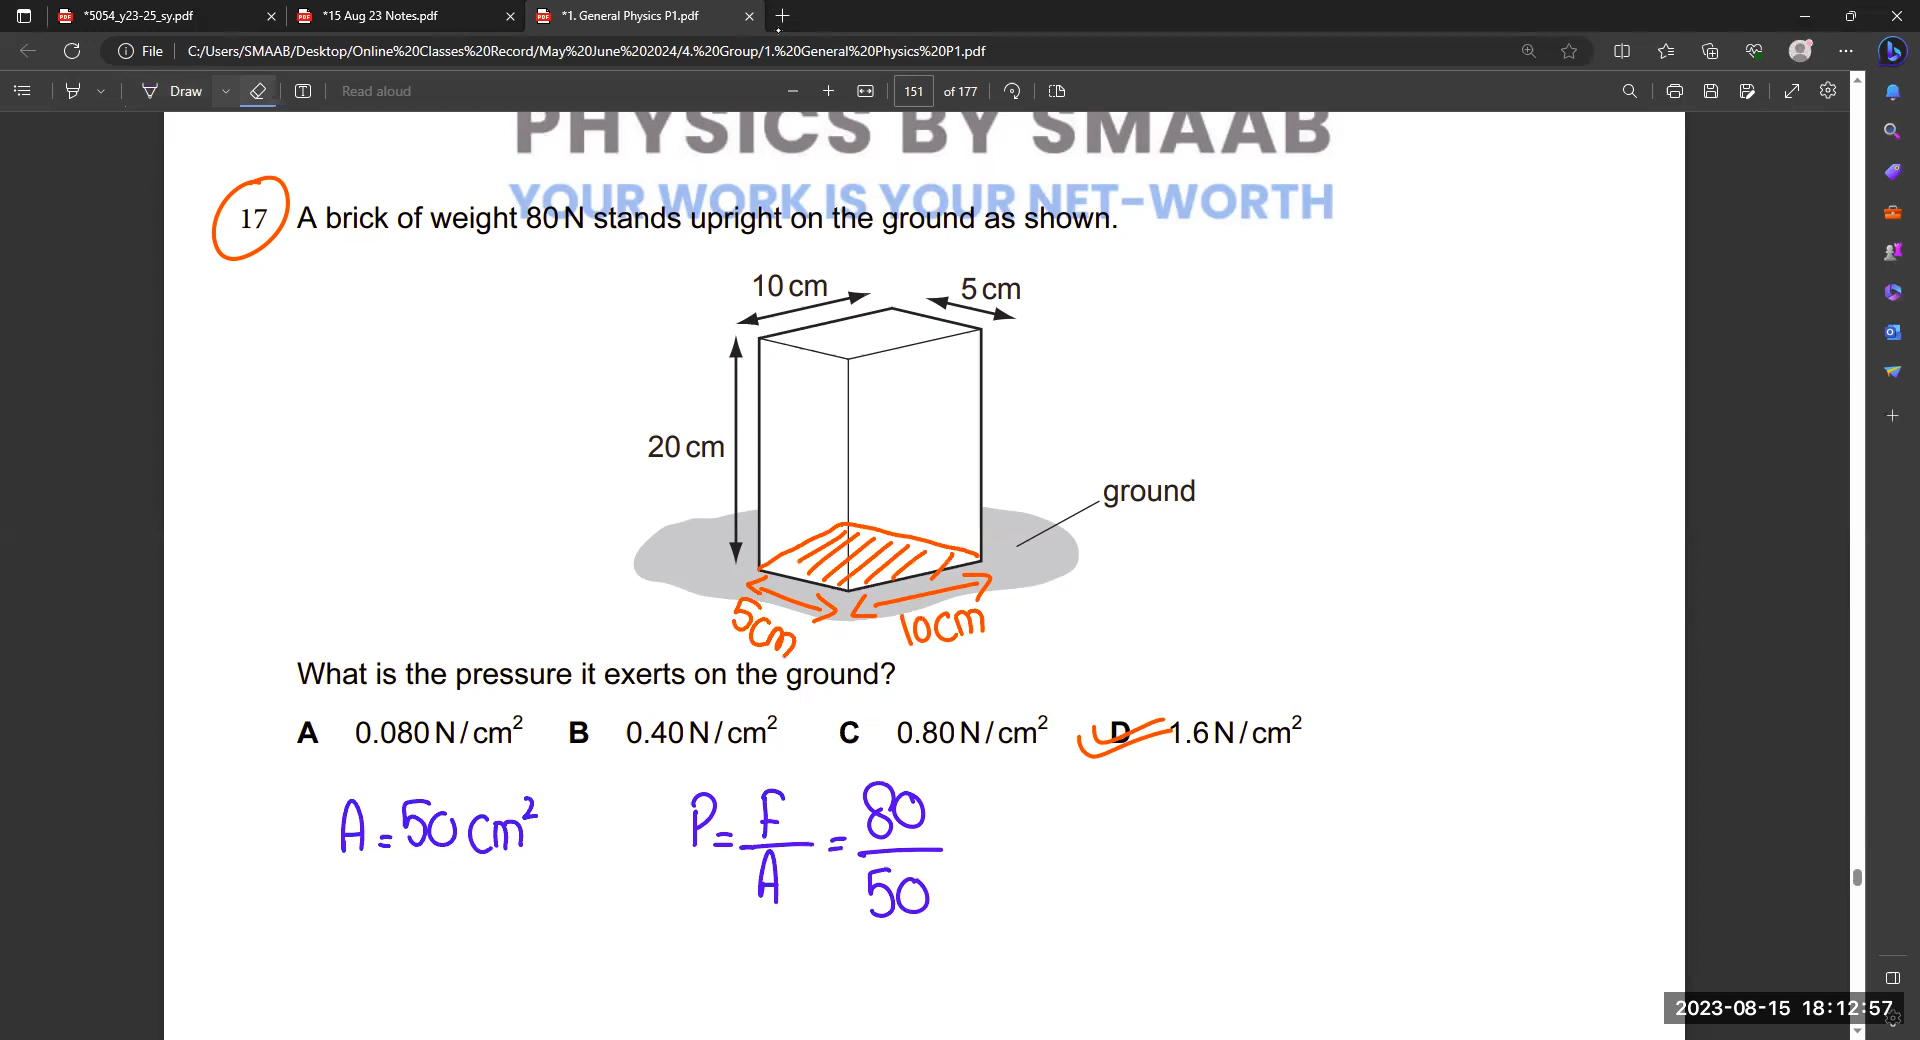 *5054_y23-25_sy.pdf
*15 Aug 23 Notes.pdf
*1. General Physics P1.pdf
File
C:/Users/SMAAB/Desktop/Online%20Classes%20Record/May%20June%202024/4.%20Group/1.%20General%20Physics%20P1.pdf
Draw
Read aloud
151 of 177
PHYSICS BY SMAAB
YOUR WORK IS YOUR NET-WORTH
17 A brick of weight 80 N stands upright on the ground as shown.
10 cm
5 cm
20 cm
ground
5cm
10cm
What is the pressure it exerts on the ground?
A 0.080 N / cm² B 0.40 N / cm² C 0.80 N / cm² D 1.6 N / cm²
A = 50 cm² P = F/A = 80/50
2023-08-15 18:12:57